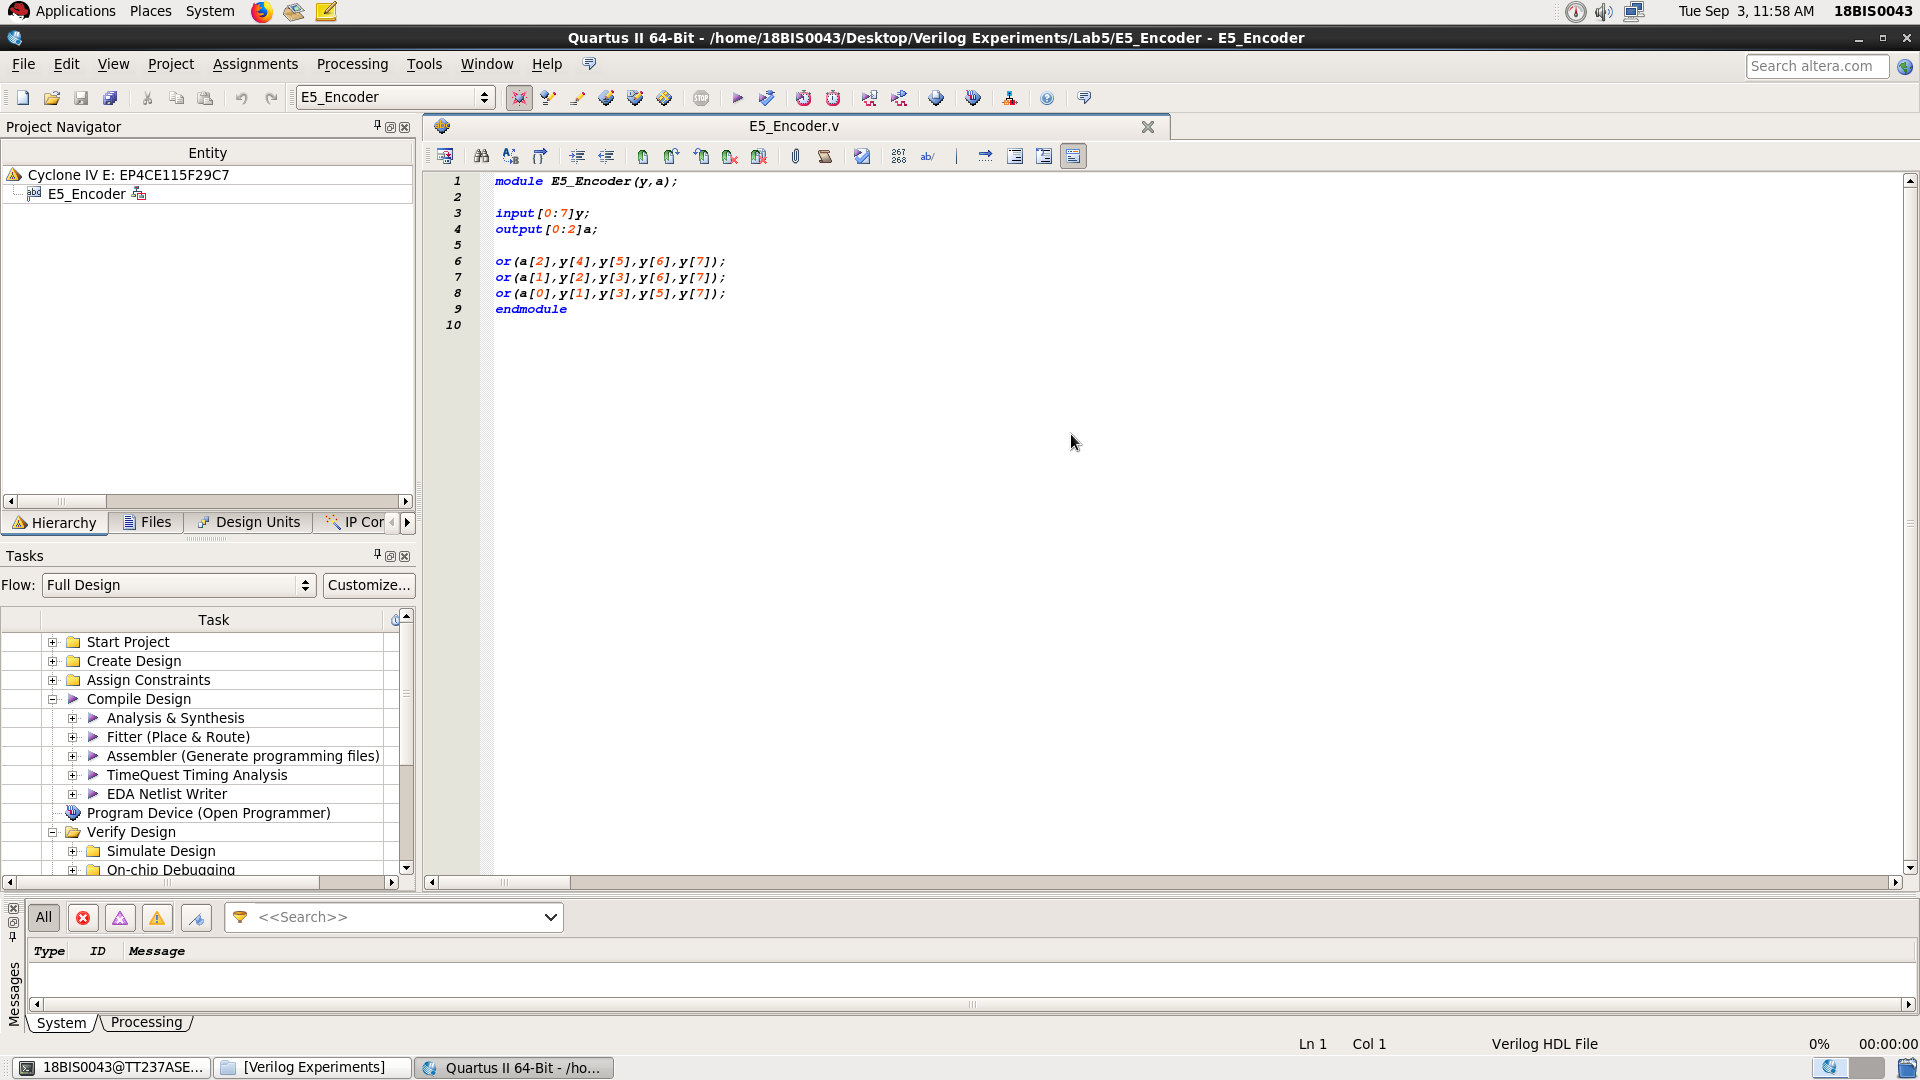 Applications Places System Tue Sep 3, 11:58 AM 18BIS0043
Quartus II 64-Bit - /home/18BIS0043/Desktop/Verilog Experiments/Lab5/E5_Encoder - E5_Encoder
File Edit View Project Assignments Processing Tools Window Help Search altera.com
E5_Encoder STOP
Project Navigator
Entity
Cyclone IV E: EP4CE115F29C7
abd E5_Encoder
Hierarchy Files Design Units IP Cor
Tasks
Flow: Full Design Customize...
Task
Start Project
Create Design
Assign Constraints
Compile Design
Analysis & Synthesis
Fitter (Place & Route)
Assembler (Generate programming files)
TimeQuest Timing Analysis
EDA Netlist Writer
Program Device (Open Programmer)
Verify Design
Simulate Design
On-chip Debugging
E5_Encoder.v
267
268 ab/
1 module E5_Encoder(y,a);
2
3 input[0:7]y;
4 output[0:2]a;
5
6 or(a[2],y[4],y[5],y[6],y[7]);
7 or(a[1],y[2],y[3],y[6],y[7]);
8 or(a[0],y[1],y[3],y[5],y[7]);
9 endmodule
10
All <<Search>>
Type ID Message
Messages
System Processing
Ln 1 Col 1 Verilog HDL File 0% 00:00:00
18BIS0043@TT237ASE... [Verilog Experiments] Quartus II 64-Bit - /ho...